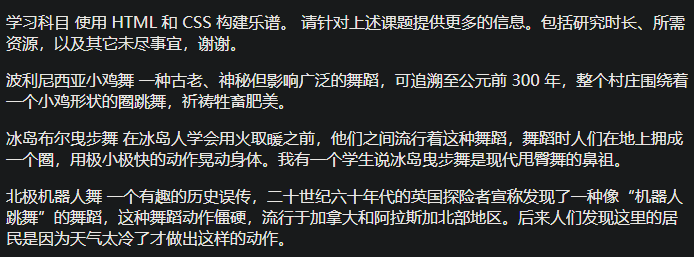 学习科目 使用 HTML 和 CSS 构建乐谱。 请针对上述课题提供更多的信息。包括研究时长、所需
资源，以及其它未尽事宜，谢谢。
波利尼西亚小鸡舞 一种古老、神秘但影响广泛的舞蹈，可追溯至公元前 300 年，整个村庄围绕着
一个小鸡形状的圈跳舞，祈祷牲畜肥美。
冰岛布尔曳步舞 在冰岛人学会用火取暖之前，他们之间流行着这种舞蹈，舞蹈时人们在地上拥成
一个圈，用极小极快的动作晃动身体。我有一个学生说冰岛曳步舞是现代甩臀舞的鼻祖。
北极机器人舞 一个有趣的历史误传，二十世纪六十年代的英国探险者宣称发现了一种像“机器人
跳舞”的舞蹈，这种舞蹈动作僵硬，流行于加拿大和阿拉斯加北部地区。后来人们发现这里的居
民是因为天气太冷了才做出这样的动作。